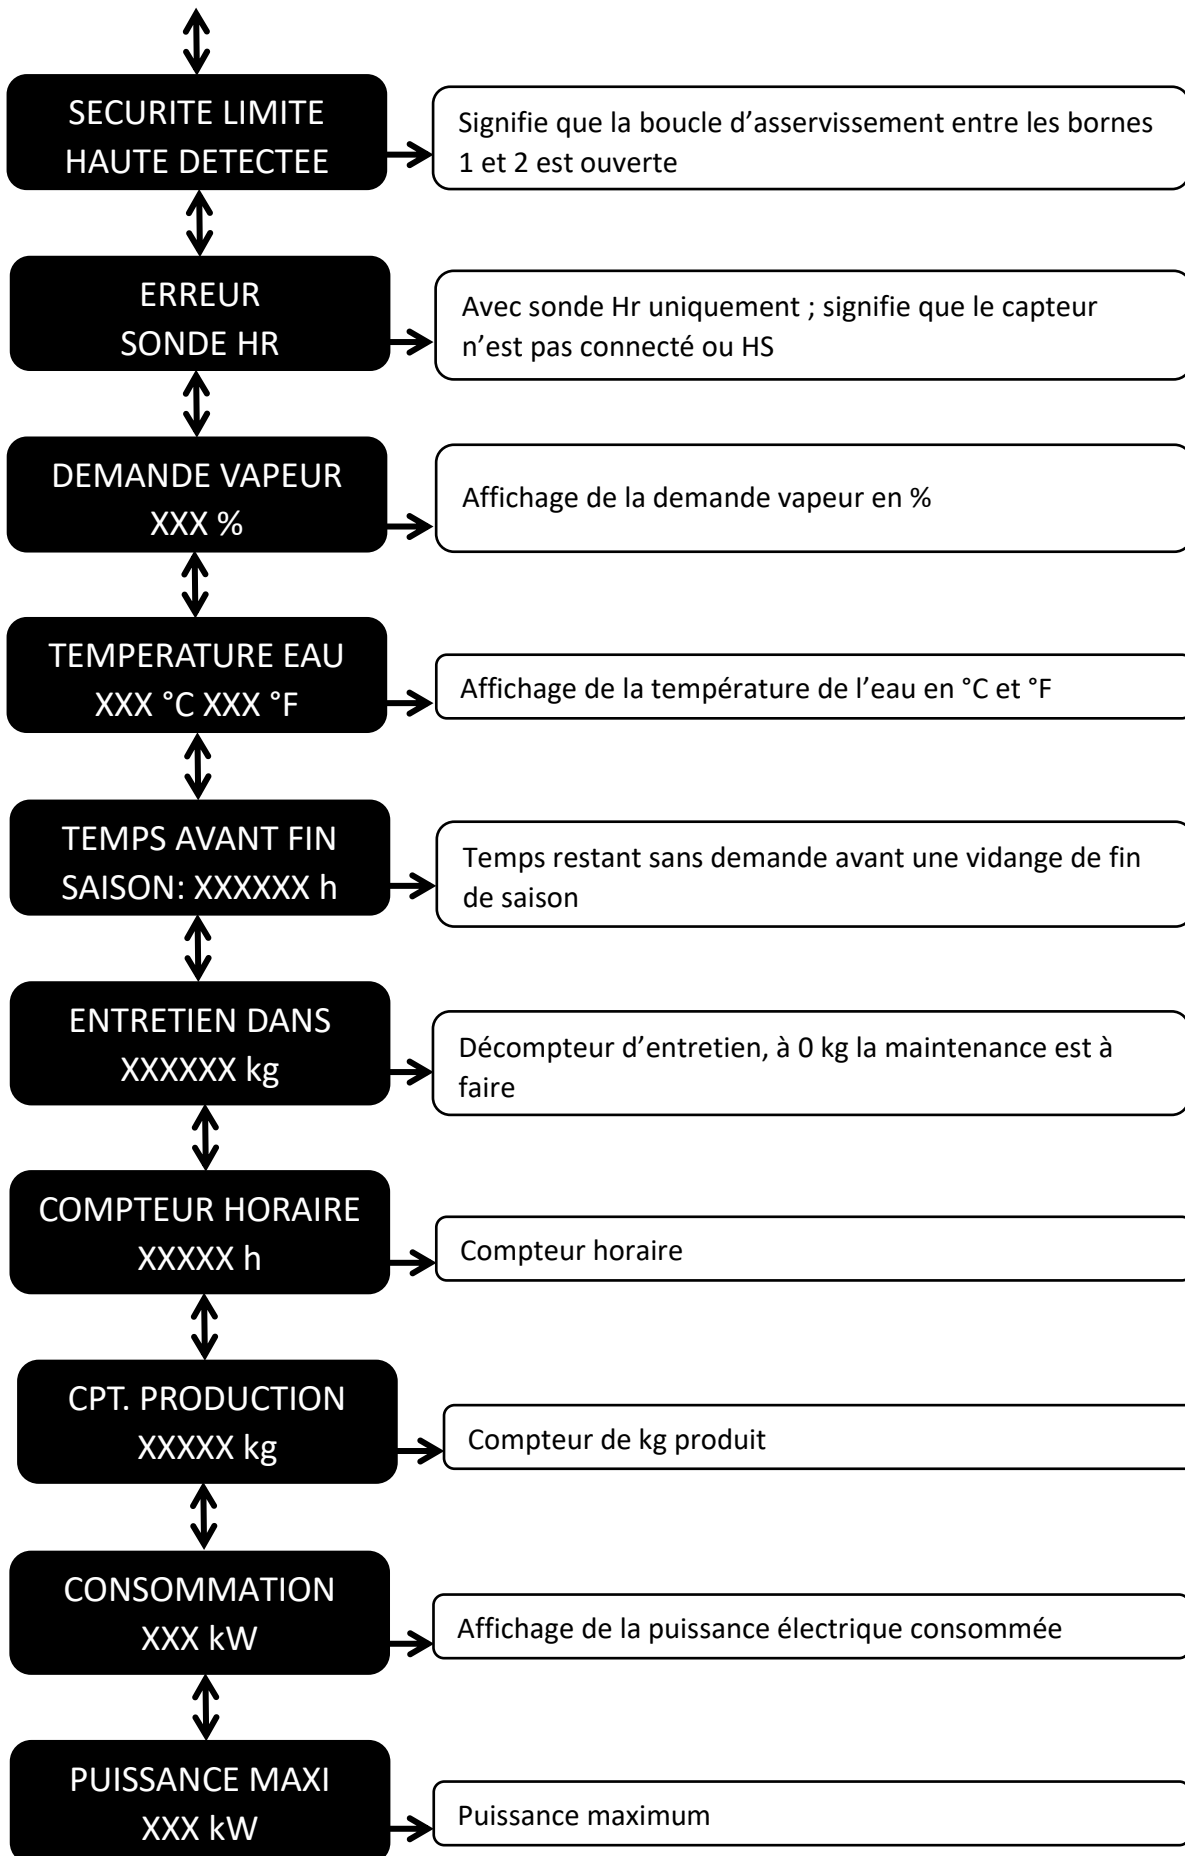 SECURITE LIMITE
HAUTE DETECTEE
Signifie que la boucle d’asservissement entre les bornes
1 et 2 est ouverte
ERREUR
SONDE HR
Avec sonde Hr uniquement ; signifie que le capteur
n’est pas connecté ou HS
DEMANDE VAPEUR
XXX %
Affichage de la demande vapeur en %
TEMPERATURE EAU
XXX °C XXX °F
Affichage de la température de l’eau en °C et °F
TEMPS AVANT FIN
SAISON: XXXXXX h
Temps restant sans demande avant une vidange de fin
de saison
ENTRETIEN DANS
XXXXXX kg
Décompteur d’entretien, à 0 kg la maintenance est à
faire
COMPTEUR HORAIRE
XXXXX h
Compteur horaire
CPT. PRODUCTION
XXXXX kg
Compteur de kg produit
CONSOMMATION
XXX kW
Affichage de la puissance électrique consommée
PUISSANCE MAXI
XXX kW
Puissance maximum